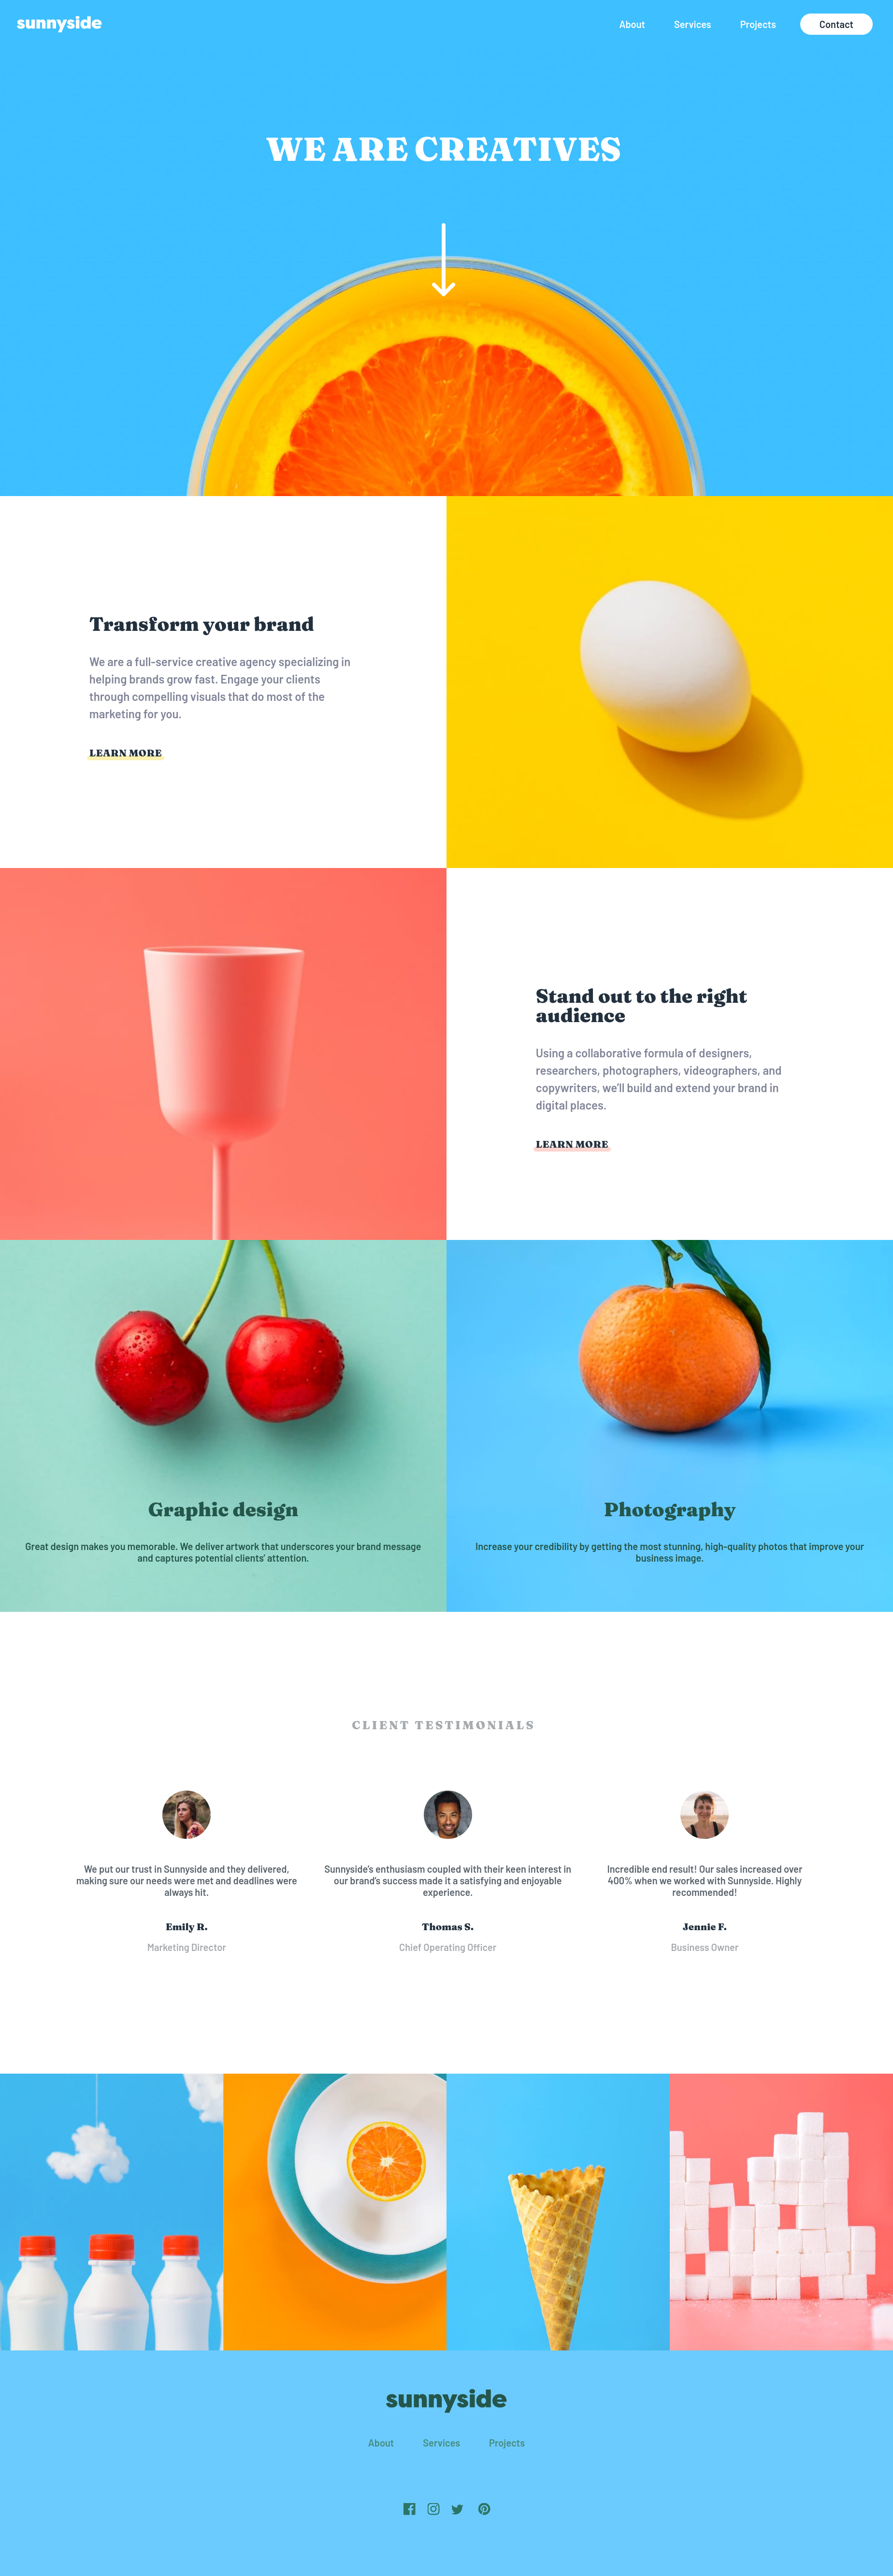 sunnyside
About Services Projects Contact
WE ARE CREATIVES
Transform your brand
We are a full-service creative agency specializing in
helping brands grow fast. Engage your clients
through compelling visuals that do most of the
marketing for you.
LEARN MORE
Stand out to the right
audience
Using a collaborative formula of designers,
researchers, photographers, videographers, and
copywriters, we'll build and extend your brand in
digital places.
LEARN MORE
Graphic design
Great design makes you memorable. We deliver artwork that underscores your brand message
and captures potential clients' attention.
Photography
Increase your credibility by getting the most stunning, high-quality photos that improve your
business image.
CLIENT TESTIMONIALS
We put our trust in Sunnyside and they delivered,
making sure our needs were met and deadlines were
always hit.
Emily R.
Marketing Director
Sunnyside's enthusiasm coupled with their keen interest in
our brand's success made it a satisfying and enjoyable
experience.
Thomas S.
Chief Operating Officer
Incredible end result! Our sales increased over
400% when we worked with Sunnyside. Highly
recommended!
Jennie F.
Business Owner
sunnyside
About Services Projects